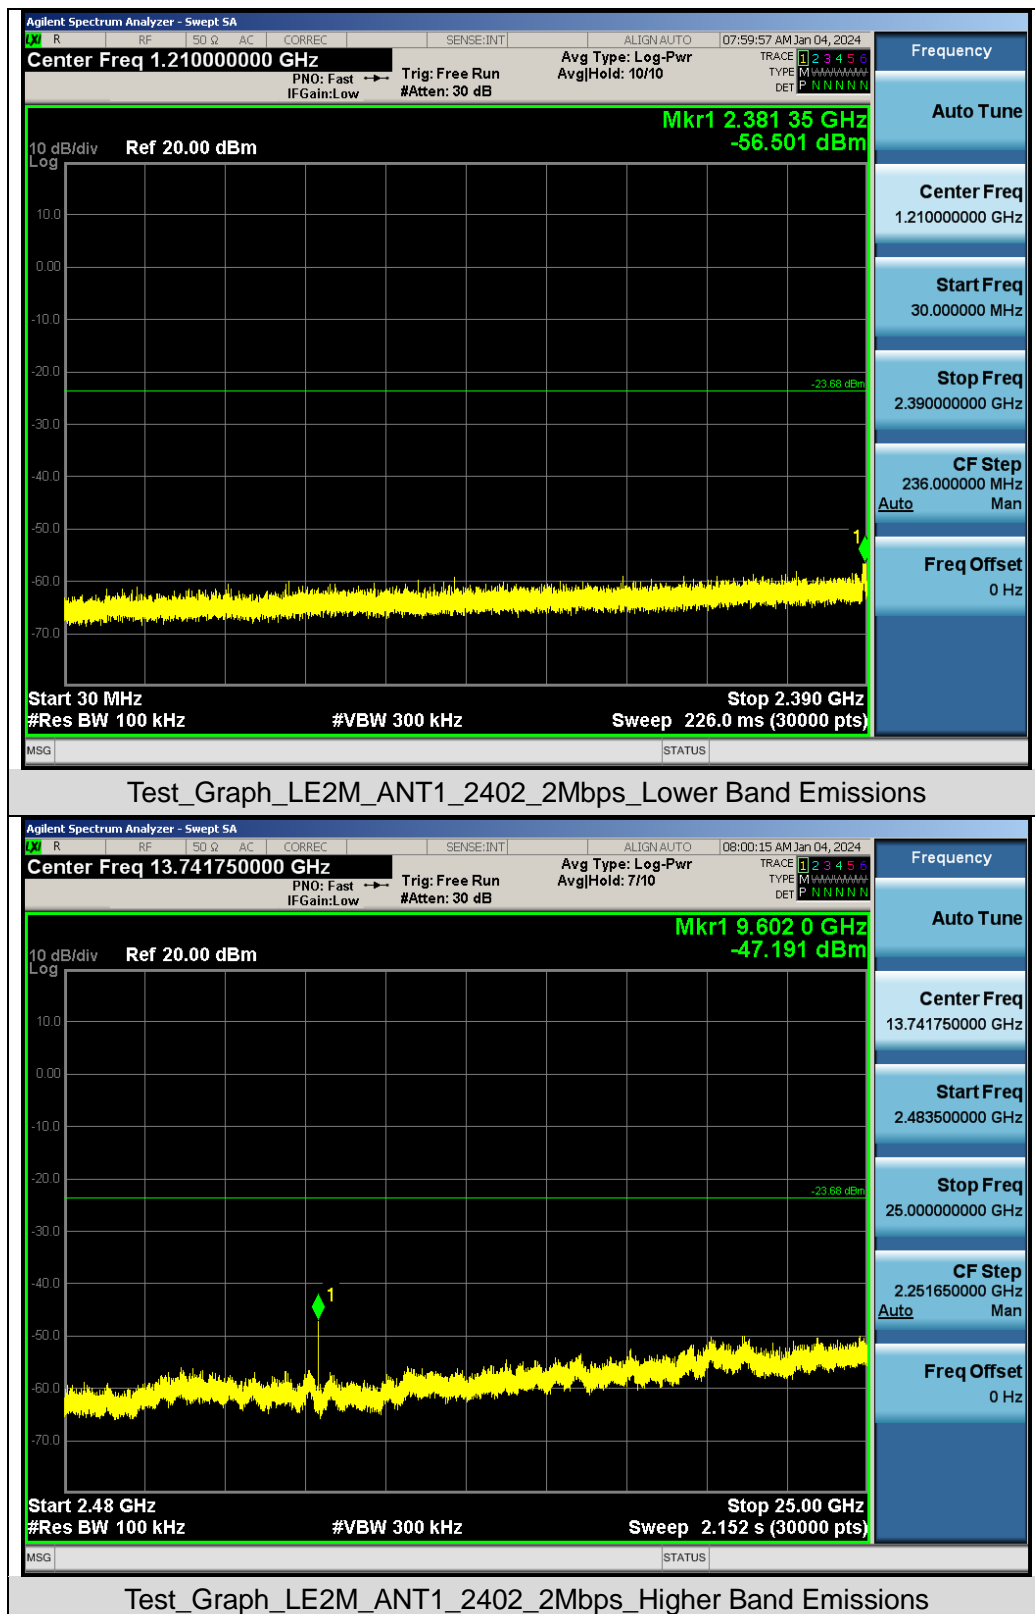 Agilent Spectrum Analyzer - Swept SA
LXI R RF 50 Ω AC CORREC SENSE:INT ALIGN AUTO 07:59:57 AM Jan 04, 2024
Center Freq 1.210000000 GHz
PNO: Fast
IFGain:Low
Trig: Free Run
#Atten: 30 dB
Avg Type: Log-Pwr
Avg|Hold: 10/10
TRACE 1 2 3 4 5 6
TYPE M
DET P N N N N N
Frequency
Mkr1 2.381 35 GHz
-56.501 dBm
10 dB/div Ref 20.00 dBm
Log
10.0
0.00
-10.0
-20.0
-23.68 dBm
-30.0
-40.0
-50.0
1
-60.0
-70.0
Start 30 MHz Stop 2.390 GHz
#Res BW 100 kHz #VBW 300 kHz Sweep 226.0 ms (30000 pts)
MSG STATUS
Auto Tune
Center Freq
1.210000000 GHz
Start Freq
30.000000 MHz
Stop Freq
2.390000000 GHz
CF Step
236.000000 MHz
Auto Man
Freq Offset
0 Hz
Test_Graph_LE2M_ANT1_2402_2Mbps_Lower Band Emissions
Agilent Spectrum Analyzer - Swept SA
LXI R RF 50 Ω AC CORREC SENSE:INT ALIGN AUTO 08:00:15 AM Jan 04, 2024
Center Freq 13.741750000 GHz
PNO: Fast
IFGain:Low
Trig: Free Run
#Atten: 30 dB
Avg Type: Log-Pwr
Avg|Hold: 7/10
TRACE 1 2 3 4 5 6
TYPE M
DET P N N N N N
Frequency
Mkr1 9.602 0 GHz
-47.191 dBm
10 dB/div Ref 20.00 dBm
Log
10.0
0.00
-10.0
-20.0
-23.68 dBm
-30.0
-40.0
1
-50.0
-60.0
-70.0
Start 2.48 GHz Stop 25.00 GHz
#Res BW 100 kHz #VBW 300 kHz Sweep 2.152 s (30000 pts)
MSG STATUS
Auto Tune
Center Freq
13.741750000 GHz
Start Freq
2.483500000 GHz
Stop Freq
25.000000000 GHz
CF Step
2.251650000 GHz
Auto Man
Freq Offset
0 Hz
Test_Graph_LE2M_ANT1_2402_2Mbps_Higher Band Emissions